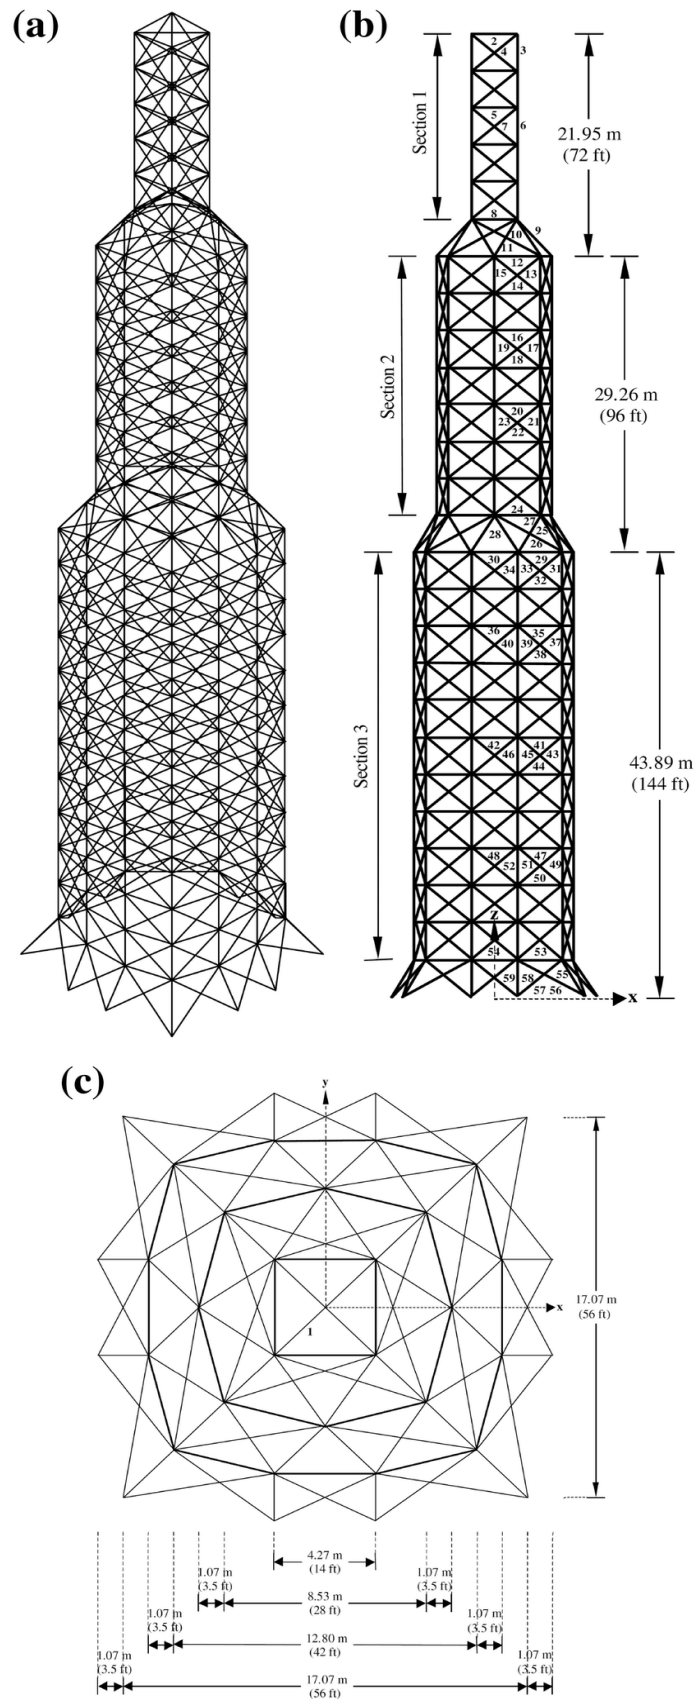 (a)
(b)
Section 1
2
4
3
5
7
6
21.95 m
(72 ft)
8
9
10
11
12
15
13
14
Section 2
16
19
17
18
20
23
21
22
29.26 m
(96 ft)
24
27
25
28
26
29
30
33
31
34
32
36
35
40
39
37
38
Section 3
42
41
46
45
43
44
43.89 m
(144 ft)
48
47
52
51
49
50
z
54
53
59
58
55
57
56
x
(c)
y
x
1
17.07 m
(56 ft)
4.27 m
(14 ft)
1.07 m
(3.5 ft)
8.53 m
(28 ft)
1.07 m
(3.5 ft)
1.07 m
(3.5 ft)
12.80 m
(42 ft)
1.07 m
(3.5 ft)
1.07 m
(3.5 ft)
17.07 m
(56 ft)
1.07 m
(3.5 ft)